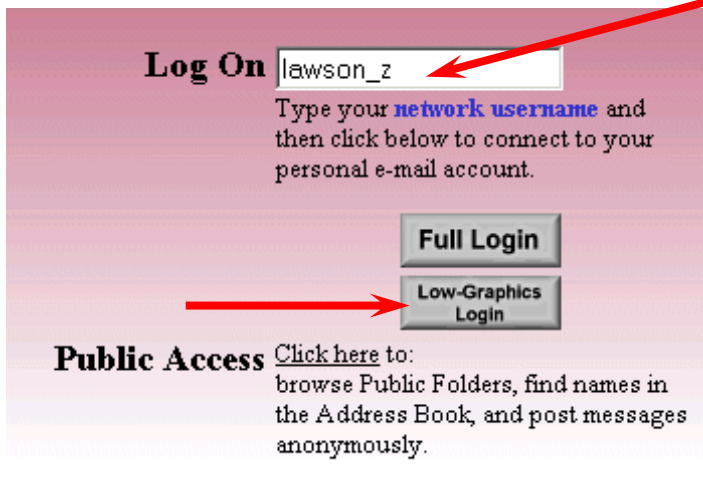 Log On lawson_z
Type your network username and
then click below to connect to your
personal e-mail account.
Full Login
Low-Graphics
Login
Public Access Click here to:
browse Public Folders, find names in
the Address Book, and post messages
anonymously.